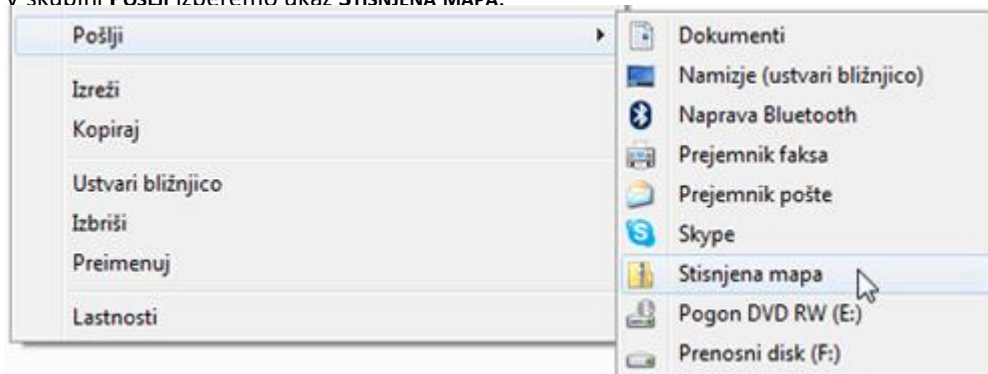 V skupini POŠLJI izberemo ukaz STISNJENA MAPA.
Pošlji
Izreži
Kopiraj
Ustvari bližnjico
Izbriši
Preimenuj
Lastnosti
Dokumenti
Namizje (ustvari bližnjico)
Naprava Bluetooth
Prejemnik faksa
Prejemnik pošte
Skype
Stisnjena mapa
Pogon DVD RW (E:)
Prenosni disk (F:)